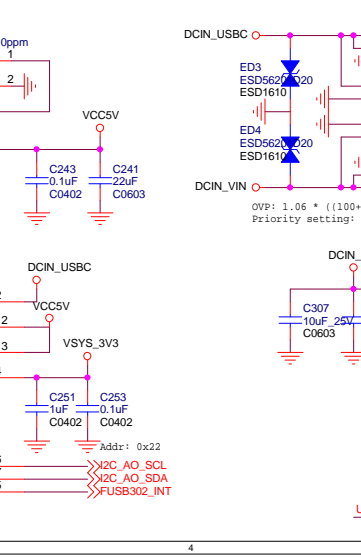 0ppm
1
2
VCC5V
C243
0.1uF
C0402
C241
22uF
C0603
DCIN_USBC
ED3
ESD5620D20
ESD1610
ED4
ESD5620D20
ESD1610
DCIN_VIN
OVP: 1.06 * ((100+
Priority setting:
DCIN_USBC
VCC5V
2
3
VSYS_3V3
C251
1uF
C0402
C253
0.1uF
C0402
Addr: 0x22
I2C_AO_SCL
I2C_AO_SDA
FUSB302_INT
DCIN_
C307
10uF_25V
C0603
4